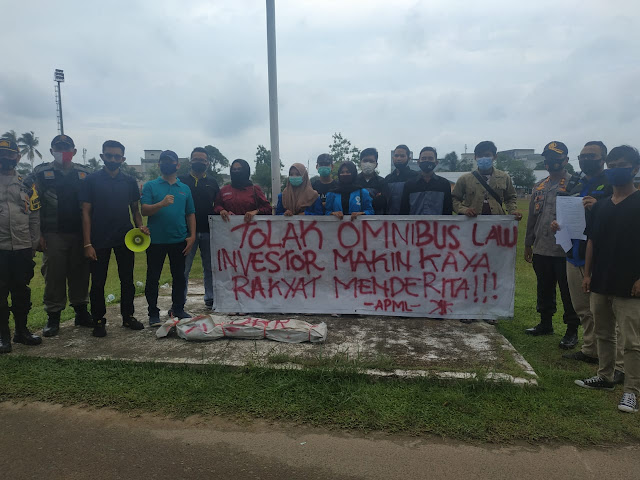 TOLAK OMNIBUS LAW
INVESTOR MAKIN KAYA
RAKYAT MENDERITA!!!
-APML-